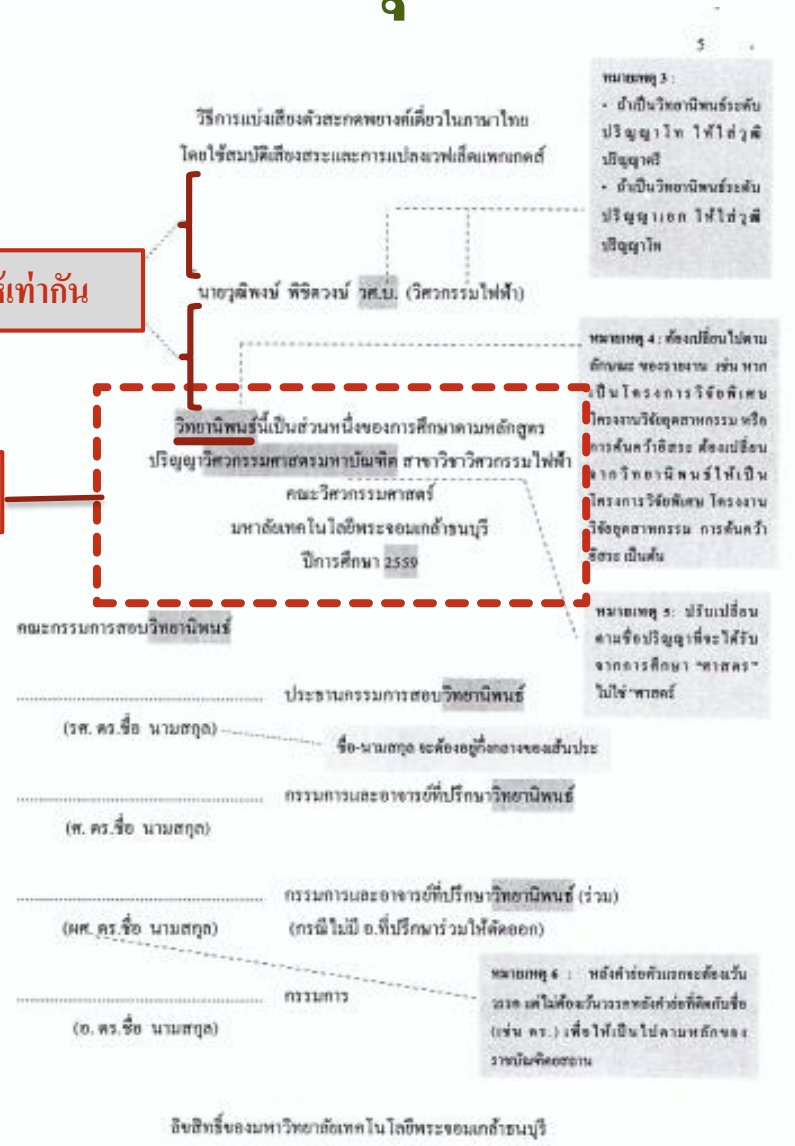 5
วิธีการแบ่งเสียงตัวสะกดพยางค์เดี่ยวในภาษาไทย
โดยใช้สมบัติเสียงสระและการแปลงเวฟเล็ตแพกเกตส์
หมายเหตุ 3 :
• ถ้าเป็นวิทยานิพนธ์ระดับ
ปริญญาโท ให้ใส่วุฒิ
ปริญญาตรี
• ถ้าเป็นวิทยานิพนธ์ระดับ
ปริญญาเอก ให้ใส่วุฒิ
ปริญญาโท
เท่ากัน
นายวุฒิพงษ์ พิชิตวงษ์ วศ.บ. (วิศวกรรมไฟฟ้า)
หมายเหตุ 4 : ต้องเปลี่ยนไปตาม
ลักษณะ ของรายงาน เช่น หาก
เป็นโครงการวิจัยพิเศษ
โครงงานวิจัยอุตสาหกรรม หรือ
การค้นคว้าอิสระ ต้องเปลี่ยน
จากวิทยานิพนธ์ให้เป็น
โครงการวิจัยพิเศษ โครงงาน
วิจัยอุตสาหกรรม การค้นคว้า
อิสระ เป็นต้น
วิทยานิพนธ์นี้เป็นส่วนหนึ่งของการศึกษาตามหลักสูตร
ปริญญาวิศวกรรมศาสตรมหาบัณฑิต สาขาวิชาวิศวกรรมไฟฟ้า
คณะวิศวกรรมศาสตร์
มหาลัยเทคโนโลยีพระจอมเกล้าธนบุรี
ปีการศึกษา 2559
หมายเหตุ 5: ปรับเปลี่ยน
ตามชื่อปริญญาที่จะได้รับ
จากการศึกษา "ศาสตร"
ไม่ใช่ "ศาสตร์
คณะกรรมการสอบวิทยานิพนธ์
........................................ ประธานกรรมการสอบวิทยานิพนธ์
(รศ. ดร.ชื่อ นามสกุล)
ชื่อ-นามสกุล จะต้องอยู่กึ่งกลางของเส้นประ
........................................ กรรมการและอาจารย์ที่ปรึกษาวิทยานิพนธ์
(ศ. ดร.ชื่อ นามสกุล)
........................................ กรรมการและอาจารย์ที่ปรึกษาวิทยานิพนธ์ (ร่วม)
(ผศ. ดร.ชื่อ นามสกุล) (กรณีไม่มี อ.ที่ปรึกษาร่วมให้ตัดออก)
........................................ กรรมการ
(อ. ดร.ชื่อ นามสกุล)
หมายเหตุ 6 : หลังคำย่อตัวแรกจะต้องเว้น
วรรค แต่ไม่ต้องเว้นวรรคหลังคำย่อที่ติดกับชื่อ
(เช่น ดร.) เพื่อให้เป็นไปตามหลักของ
ราชบัณฑิตยสถาน
ลิขสิทธิ์ของมหาวิทยาลัยเทคโนโลยีพระจอมเกล้าธนบุรี